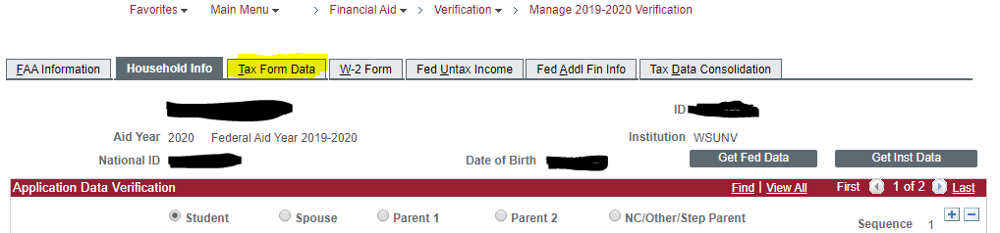 Favorites Main Menu > Financial Aid > Verification > Manage 2019-2020 Verification
FAA Information Household Info Tax Form Data W-2 Form Fed Untax Income Fed Addl Fin Info Tax Data Consolidation
ID
Aid Year 2020 Federal Aid Year 2019-2020 Institution WSUNV
National ID Date of Birth Get Fed Data Get Inst Data
Application Data Verification Find | View All First 1 of 2 Last
Student Spouse Parent 1 Parent 2 NC/Other/Step Parent
Sequence 1 + −